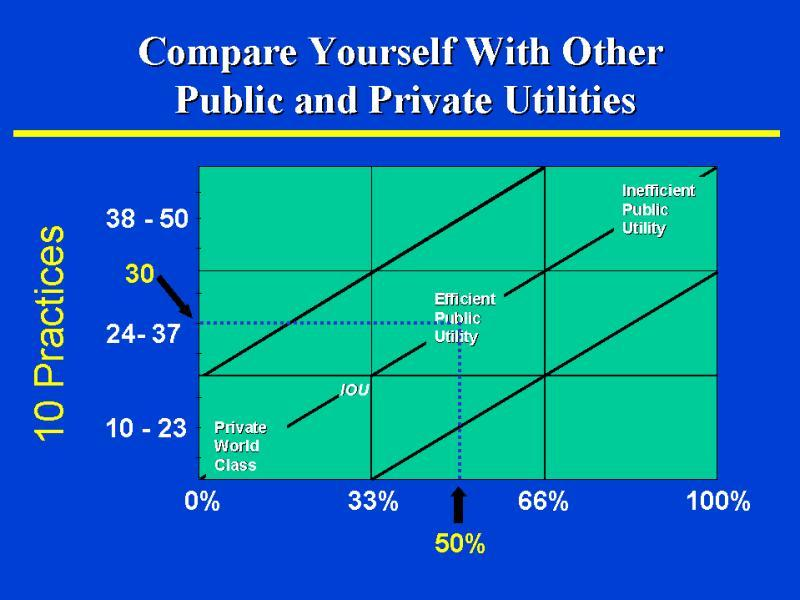 Compare Yourself With Other
Public and Private Utilities
10 Practices
38 - 50
30
24- 37
10 - 23
Inefficient
Public
Utility
Efficient
Public
Utility
IOU
Private
World
Class
0%
33%
66%
100%
50%